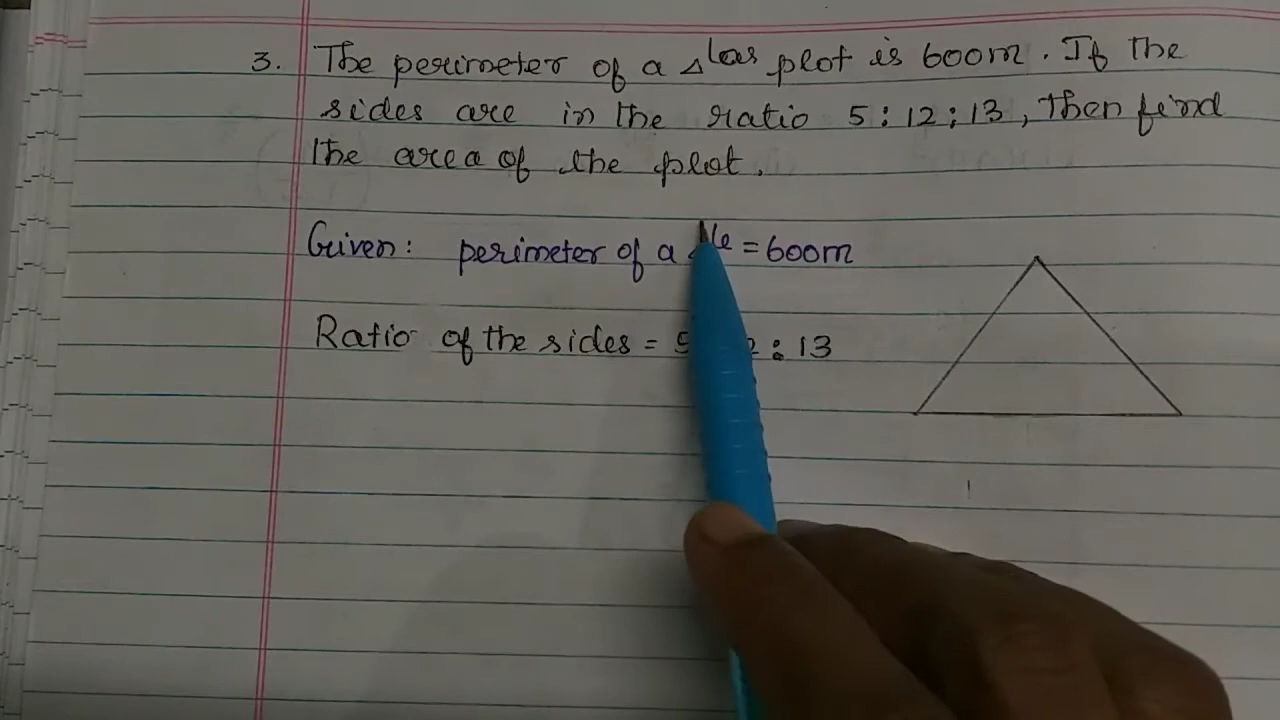 3. The perimeter of a Δlar plot is 600m. If the
sides are in the ratio 5:12:13, then find
the area of the plot.
Given: perimeter of a = 600m
Ratio of the sides = : 13